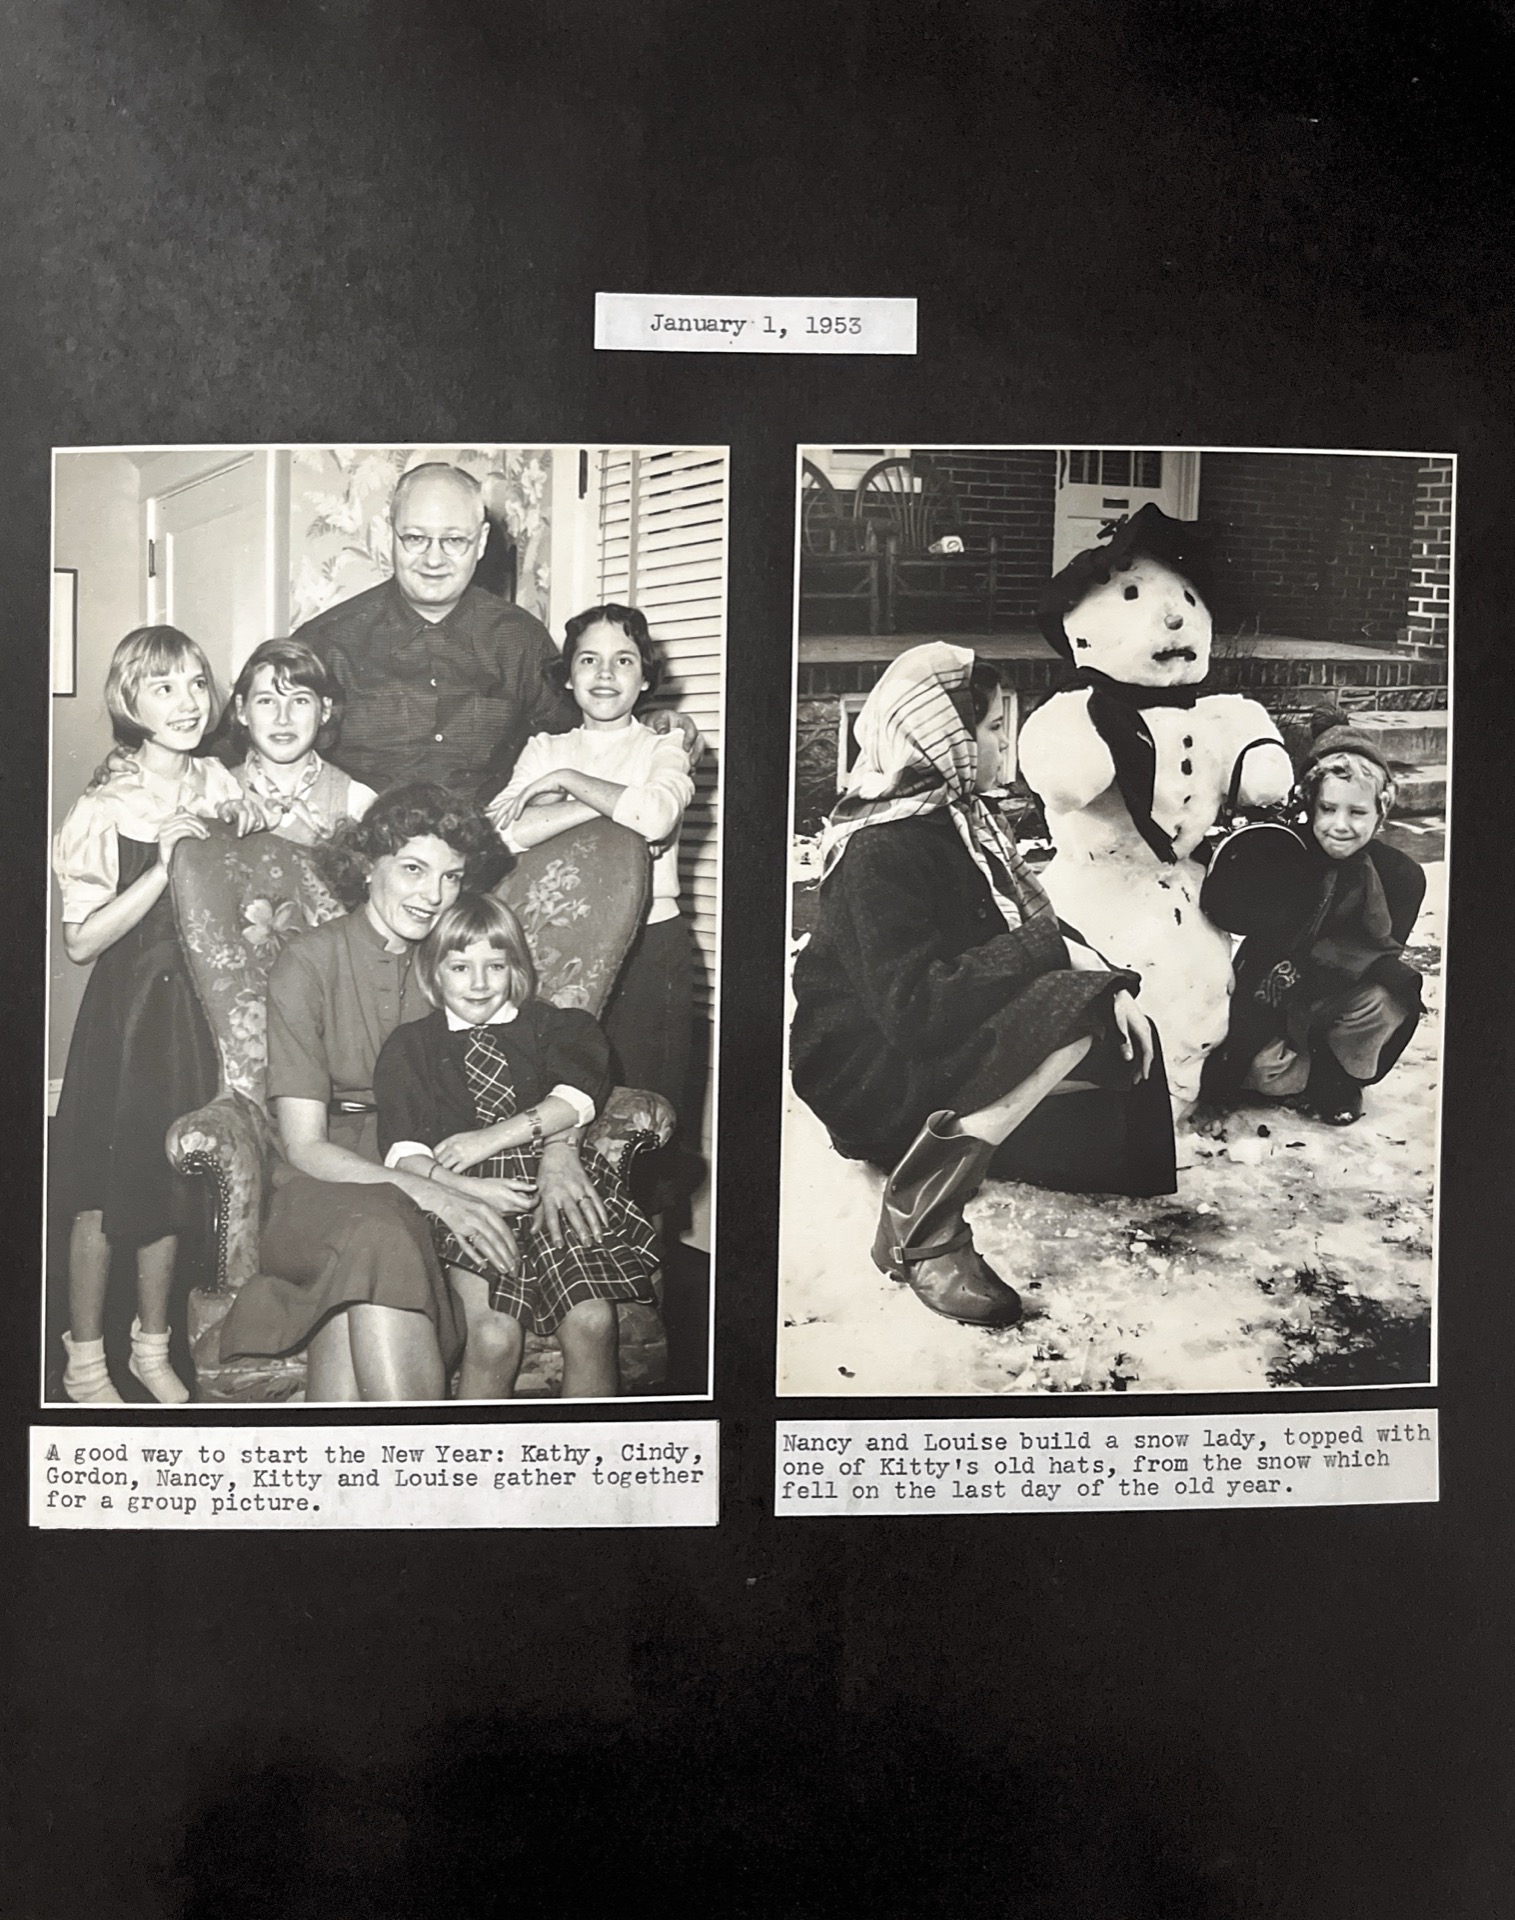 January 1, 1953
A good way to start the New Year: Kathy, Cindy,
Gordon, Nancy, Kitty and Louise gather together
for a group picture.
Nancy and Louise build a snow lady, topped with
one of Kitty's old hats, from the snow which
fell on the last day of the old year.